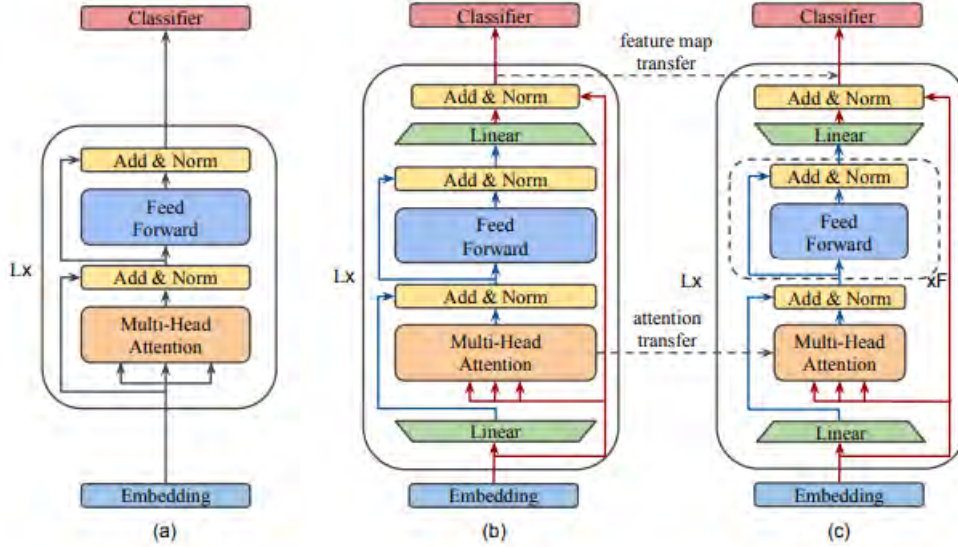 Classifier
Add & Norm
Feed
Forward
Add & Norm
Multi-Head
Attention
Lx
Embedding
(a)
Classifier
Add & Norm
Linear
Add & Norm
Feed
Forward
Add & Norm
Multi-Head
Attention
Linear
Lx
Embedding
(b)
feature map
transfer
attention
transfer
Classifier
Add & Norm
Linear
Add & Norm
Feed
Forward
xF
Add & Norm
Multi-Head
Attention
Linear
Lx
Embedding
(c)